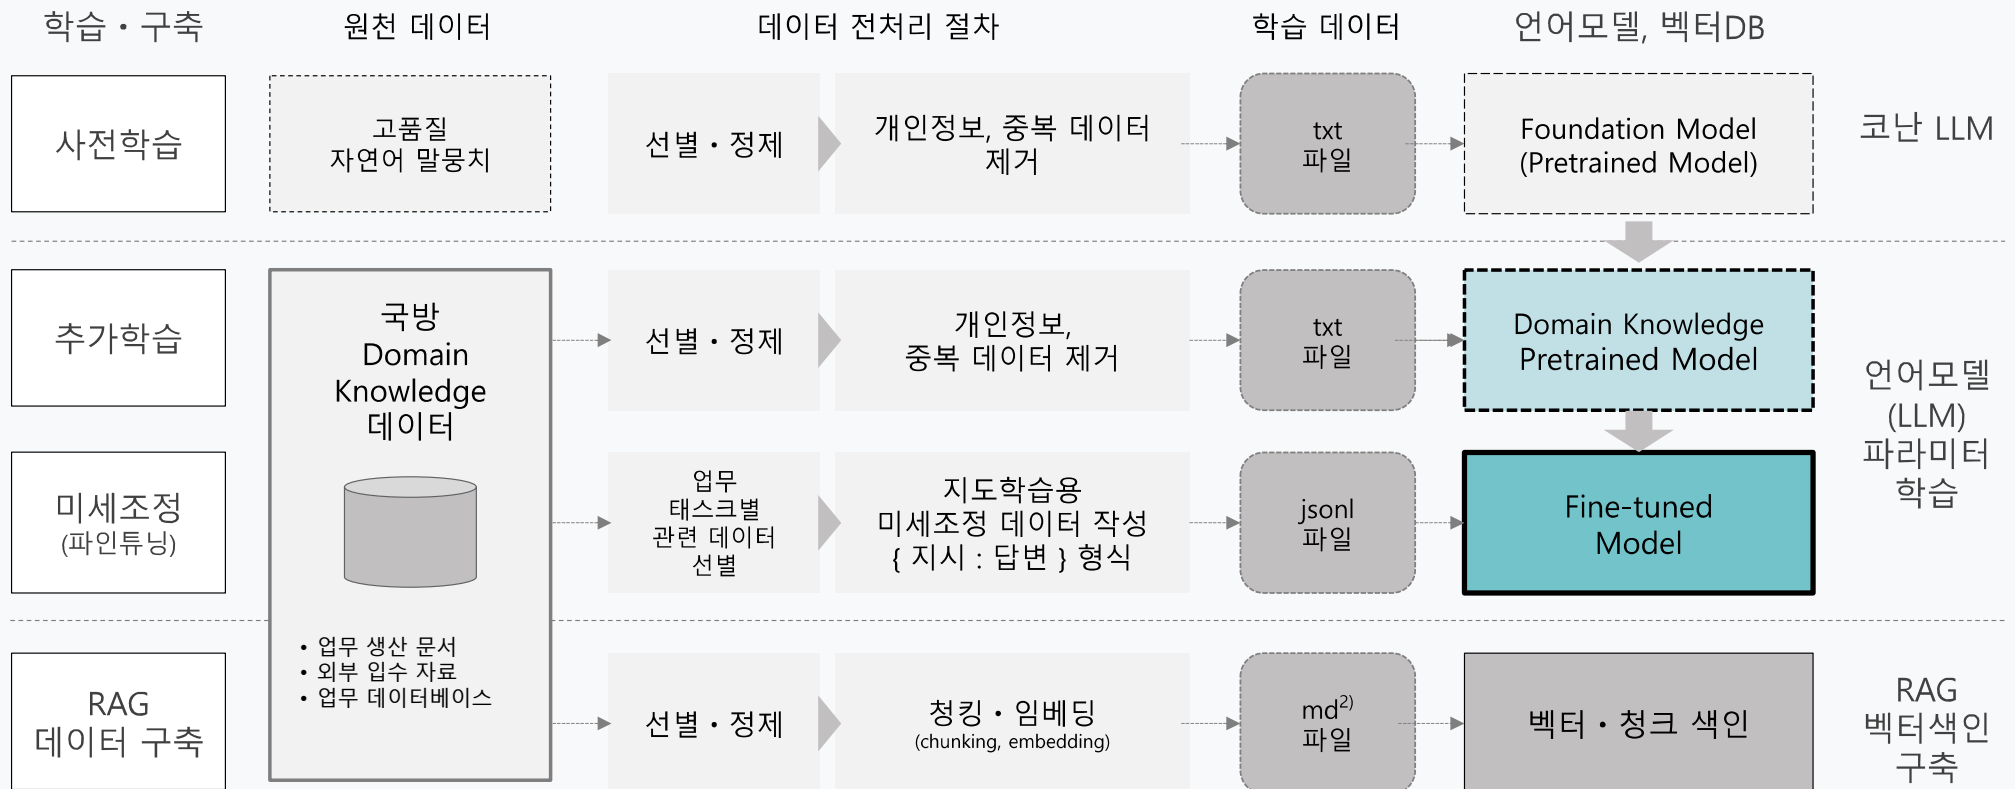 학습・구축
원천 데이터
데이터 전처리 절차
학습 데이터
언어모델, 벡터DB
사전학습
고품질
자연어 말뭉치
선별・정제
개인정보, 중복 데이터
제거
txt
파일
Foundation Model
(Pretrained Model)
코난 LLM
추가학습
국방
Domain
Knowledge
데이터
선별・정제
개인정보,
중복 데이터 제거
txt
파일
Domain Knowledge
Pretrained Model
언어모델
(LLM)
파라미터
학습
미세조정
(파인튜닝)
업무
태스크별
관련 데이터
선별
지도학습용
미세조정 데이터 작성
{ 지시 : 답변 } 형식
jsonl
파일
Fine-tuned
Model
• 업무 생산 문서
• 외부 입수 자료
• 업무 데이터베이스
RAG
데이터 구축
선별・정제
청킹・임베딩
(chunking, embedding)
md2)
파일
벡터・청크 색인
RAG
벡터색인
구축